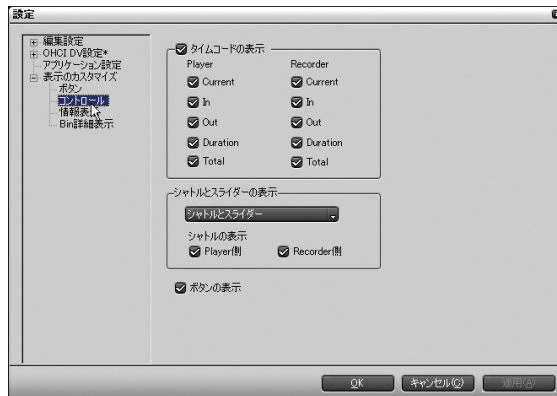 設定
編集設定
OHCI DV設定*
アプリケーション設定
表示のカスタマイズ
ボタン
コントロール
情報表示
Bin詳細表示
タイムコードの表示
Player Recorder
Current Current
In In
Out Out
Duration Duration
Total Total
シャトルとスライダーの表示
シャトルとスライダー
シャトルの表示
Player側 Recorder側
ボタンの表示
OK キャンセル(C) 適用(A)